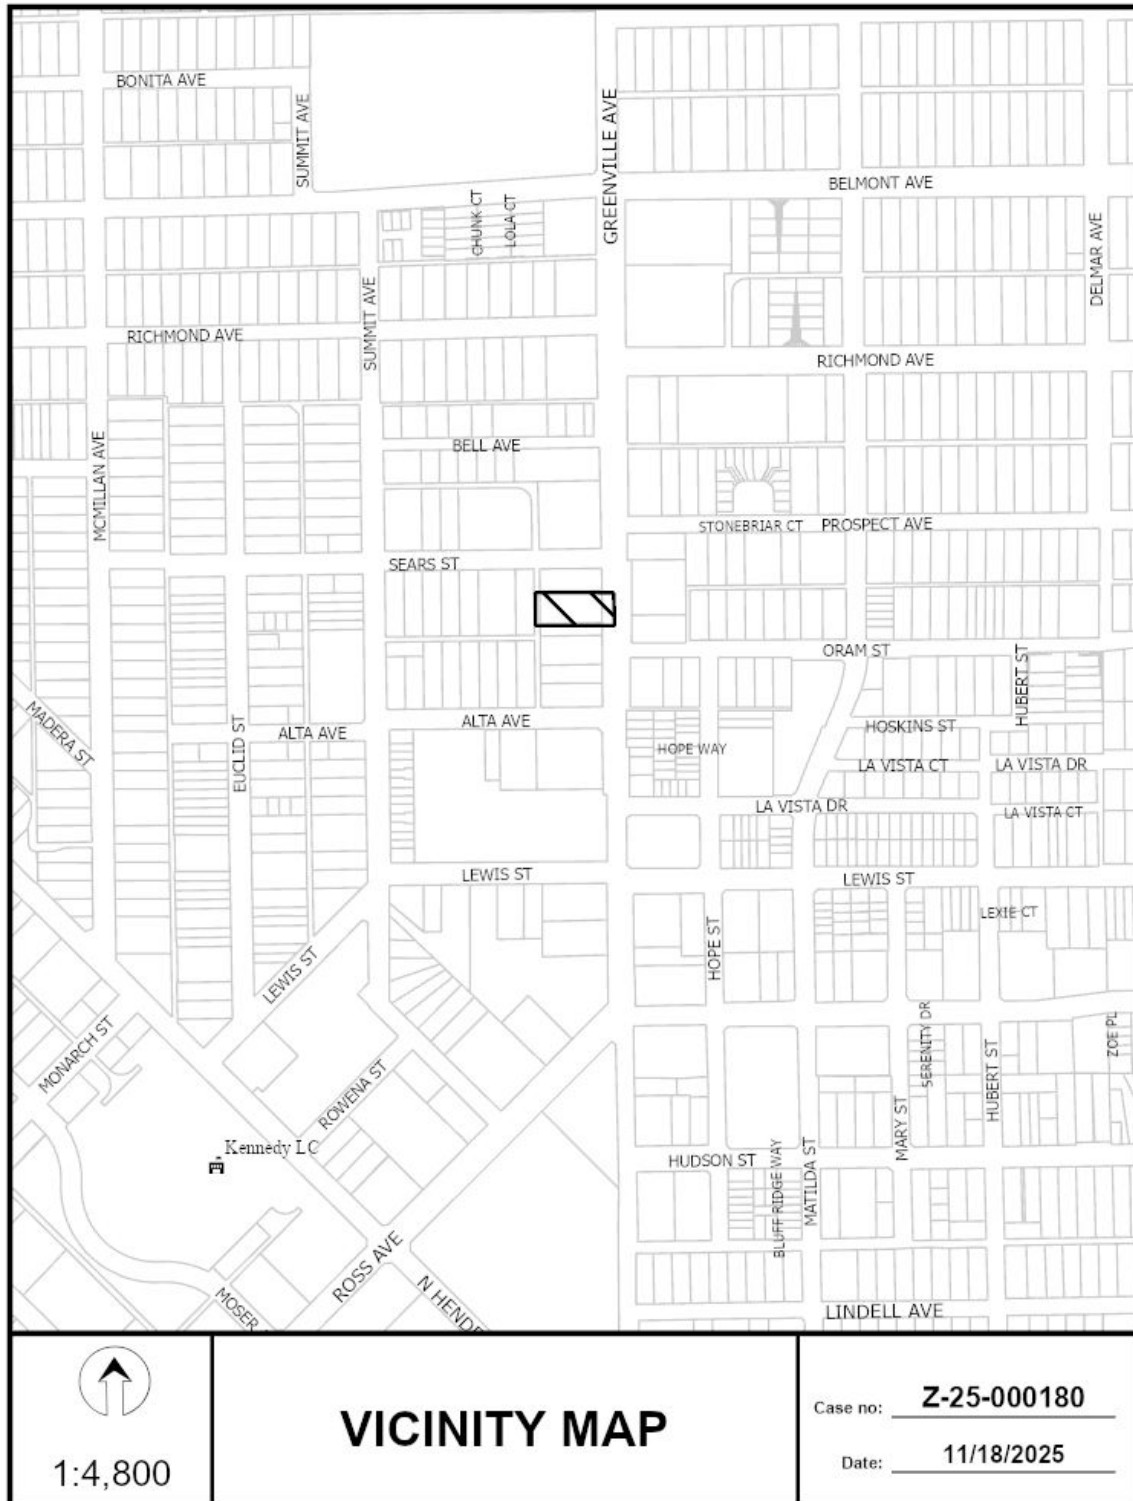 BONITA AVE
SUMMIT AVE
GREENVILLE AVE
BELMONT AVE
CHUNK CT
LOLA CT
DELMAR AVE
SUMMIT AVE
RICHMOND AVE
RICHMOND AVE
MCMILLAN AVE
BELL AVE
STONEBRIAR CT
PROSPECT AVE
SEARS ST
ORAM ST
HUBERT ST
MADERA ST
EUCLID ST
ALTA AVE
ALTA AVE
HOPE WAY
HOSKINS ST
LA VISTA CT
LA VISTA DR
LA VISTA DR
LA VISTA CT
LEWIS ST
LEWIS ST
LEXIE CT
HOPE ST
LEWIS ST
MONARCH ST
ROWENA ST
SERENITY DR
HUBERT ST
ZOE PL
MARY ST
Kennedy LC
HUDSON ST
BLUFF RIDGE WAY
MATILDA ST
ROSS AVE
MOSER
N HENDE
LINDELL AVE
1:4,800
VICINITY MAP
Case no: Z-25-000180
Date: 11/18/2025